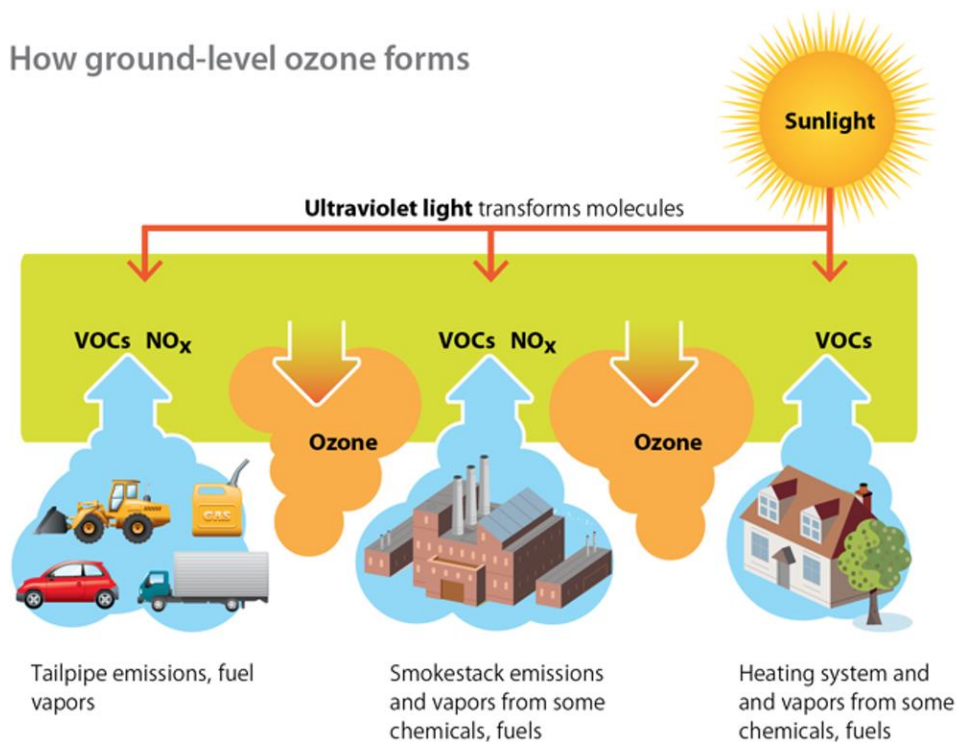 How ground-level ozone forms
Sunlight
Ultraviolet light transforms molecules
VOCs NOx
VOCs NOx
VOCs
Ozone
Ozone
GAS
Tailpipe emissions, fuel
vapors
Smokestack emissions
and vapors from some
chemicals, fuels
Heating system and
and vapors from some
chemicals, fuels